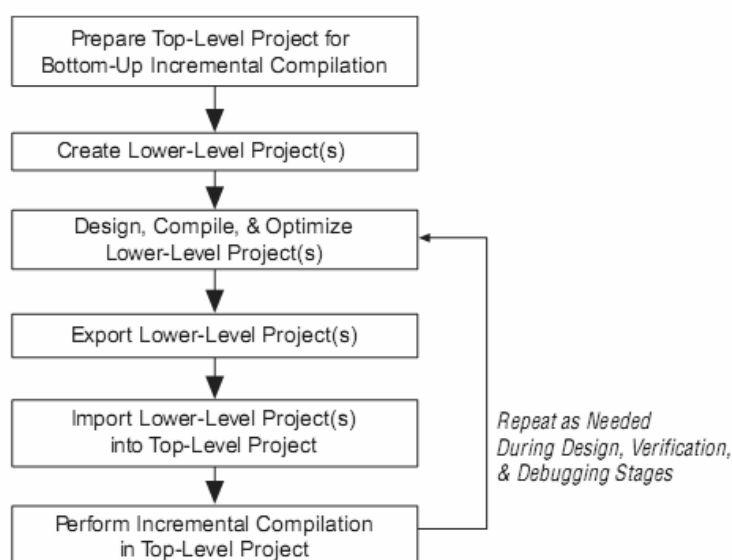 Prepare Top-Level Project for
Bottom-Up Incremental Compilation
Create Lower-Level Project(s)
Design, Compile, & Optimize
Lower-Level Project(s)
Export Lower-Level Project(s)
Import Lower-Level Project(s)
into Top-Level Project
Repeat as Needed
During Design, Verification,
& Debugging Stages
Perform Incremental Compilation
in Top-Level Project